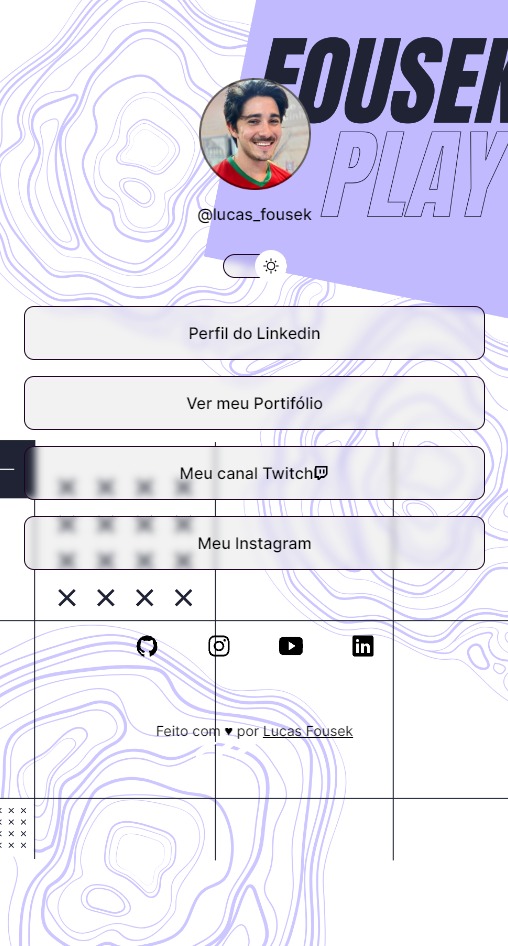 FOUSEK
PLAY
@lucas_fousek
Perfil do Linkedin
Ver meu Portifólio
Meu canal Twitch
Meu Instagram
Feito com ♥ por Lucas Fousek